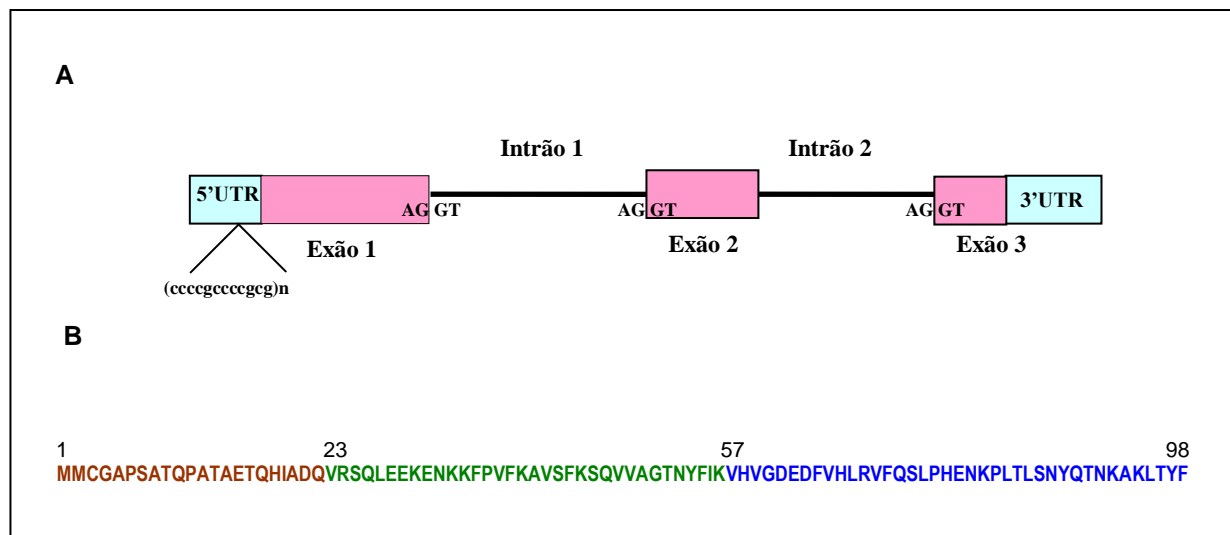 A
Intrão 1 Intrão 2
5’UTR 3’UTR
AG GT AG GT AG GT
Exão 1 Exão 2 Exão 3
(ccccgccccgcg)n
B
1 23 57 98
MMCGAPSATQPATAETQHIADQVRSQLEEKENKKFPVFKAVSFKSQVVAGTNYFIKVHVGDEDFVHLRVFQSLPHENKPLTLSNYQTNKAKLTYF